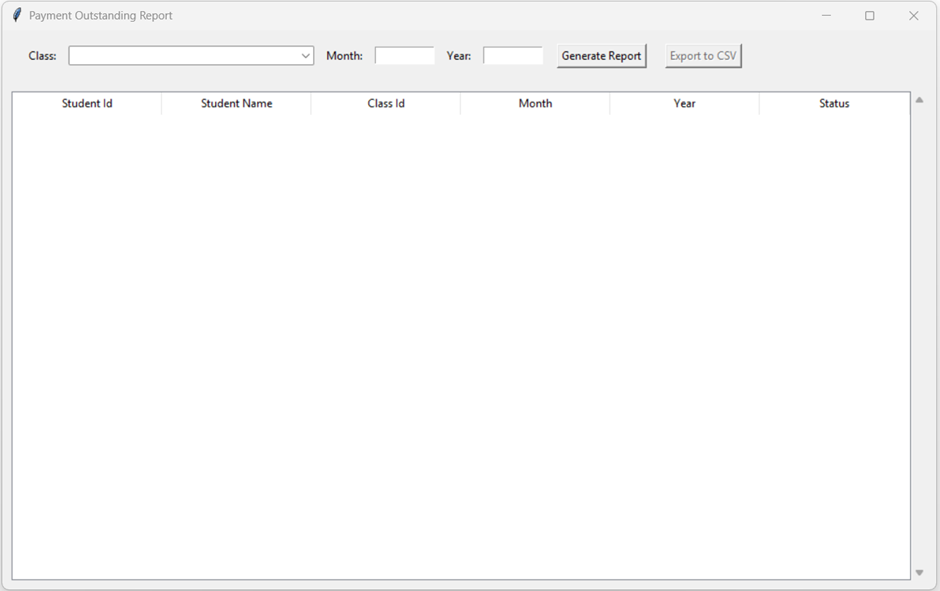 Payment Outstanding Report
Class: Month: Year: Generate Report Export to CSV
Student Id Student Name Class Id Month Year Status